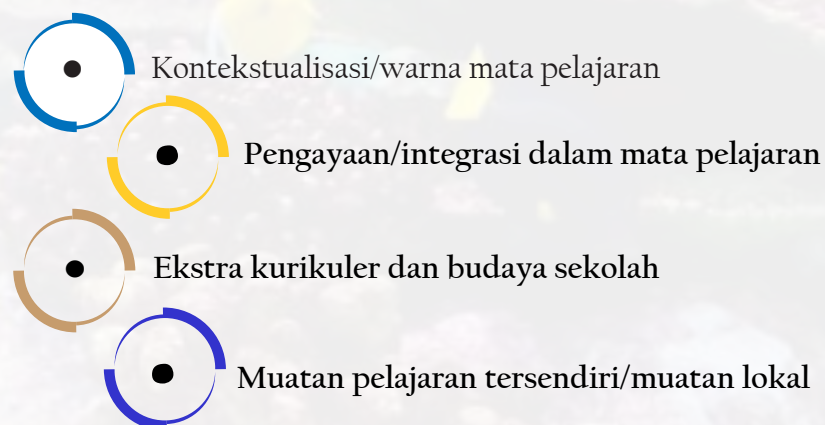 Kontekstualisasi/warna mata pelajaran
Pengayaan/integrasi dalam mata pelajaran
Ekstra kurikuler dan budaya sekolah
Muatan pelajaran tersendiri/muatan lokal